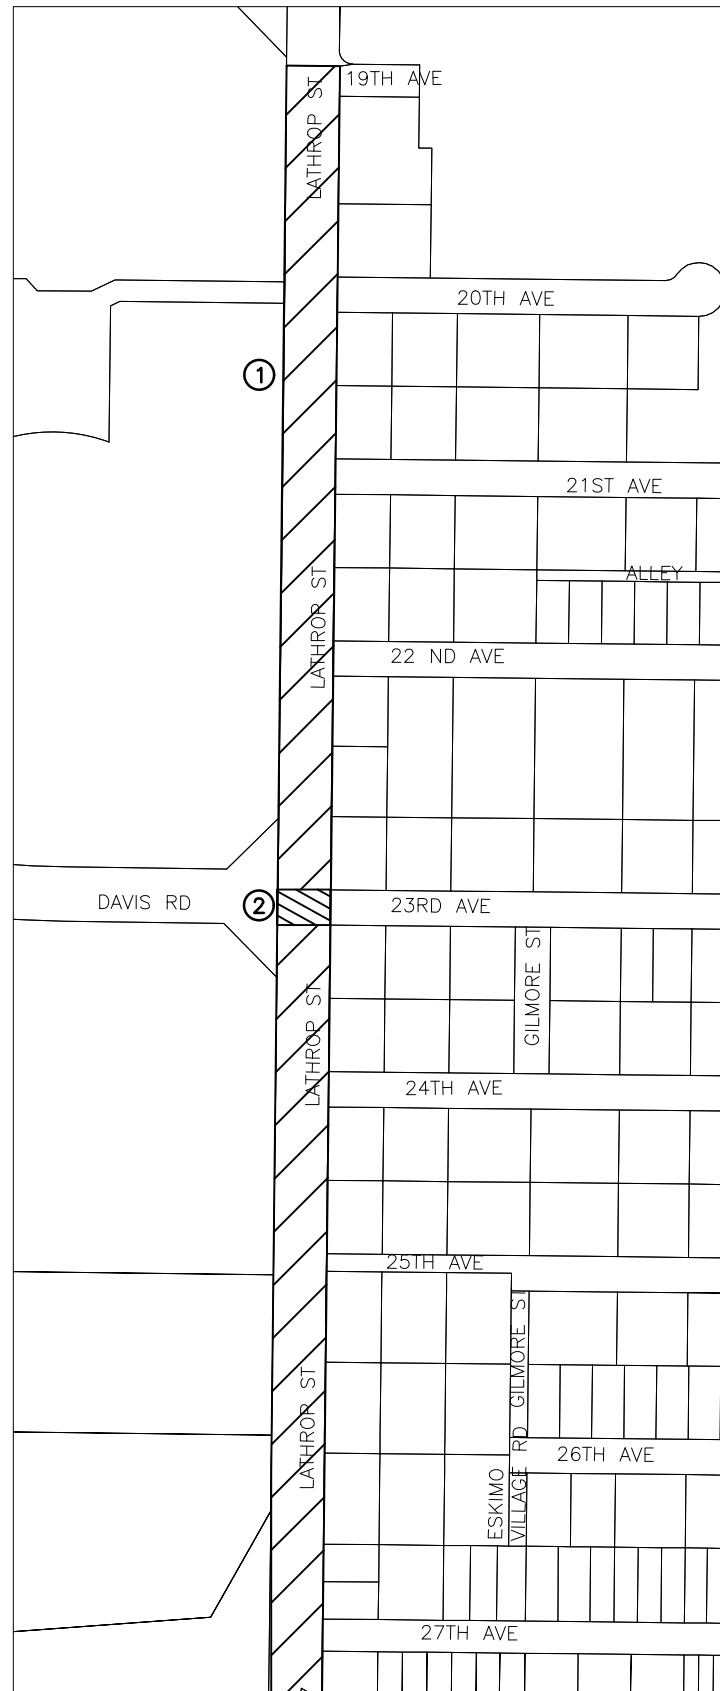 19TH AVE
LATHROP ST
20TH AVE
1
21ST AVE
ALLEY
LATHROP ST
22 ND AVE
DAVIS RD
2
23RD AVE
GILMORE ST
LATHROP ST
24TH AVE
25TH AVE
GILMORE ST
LATHROP ST
26TH AVE
ESKIMO
VILLAGE RD
27TH AVE